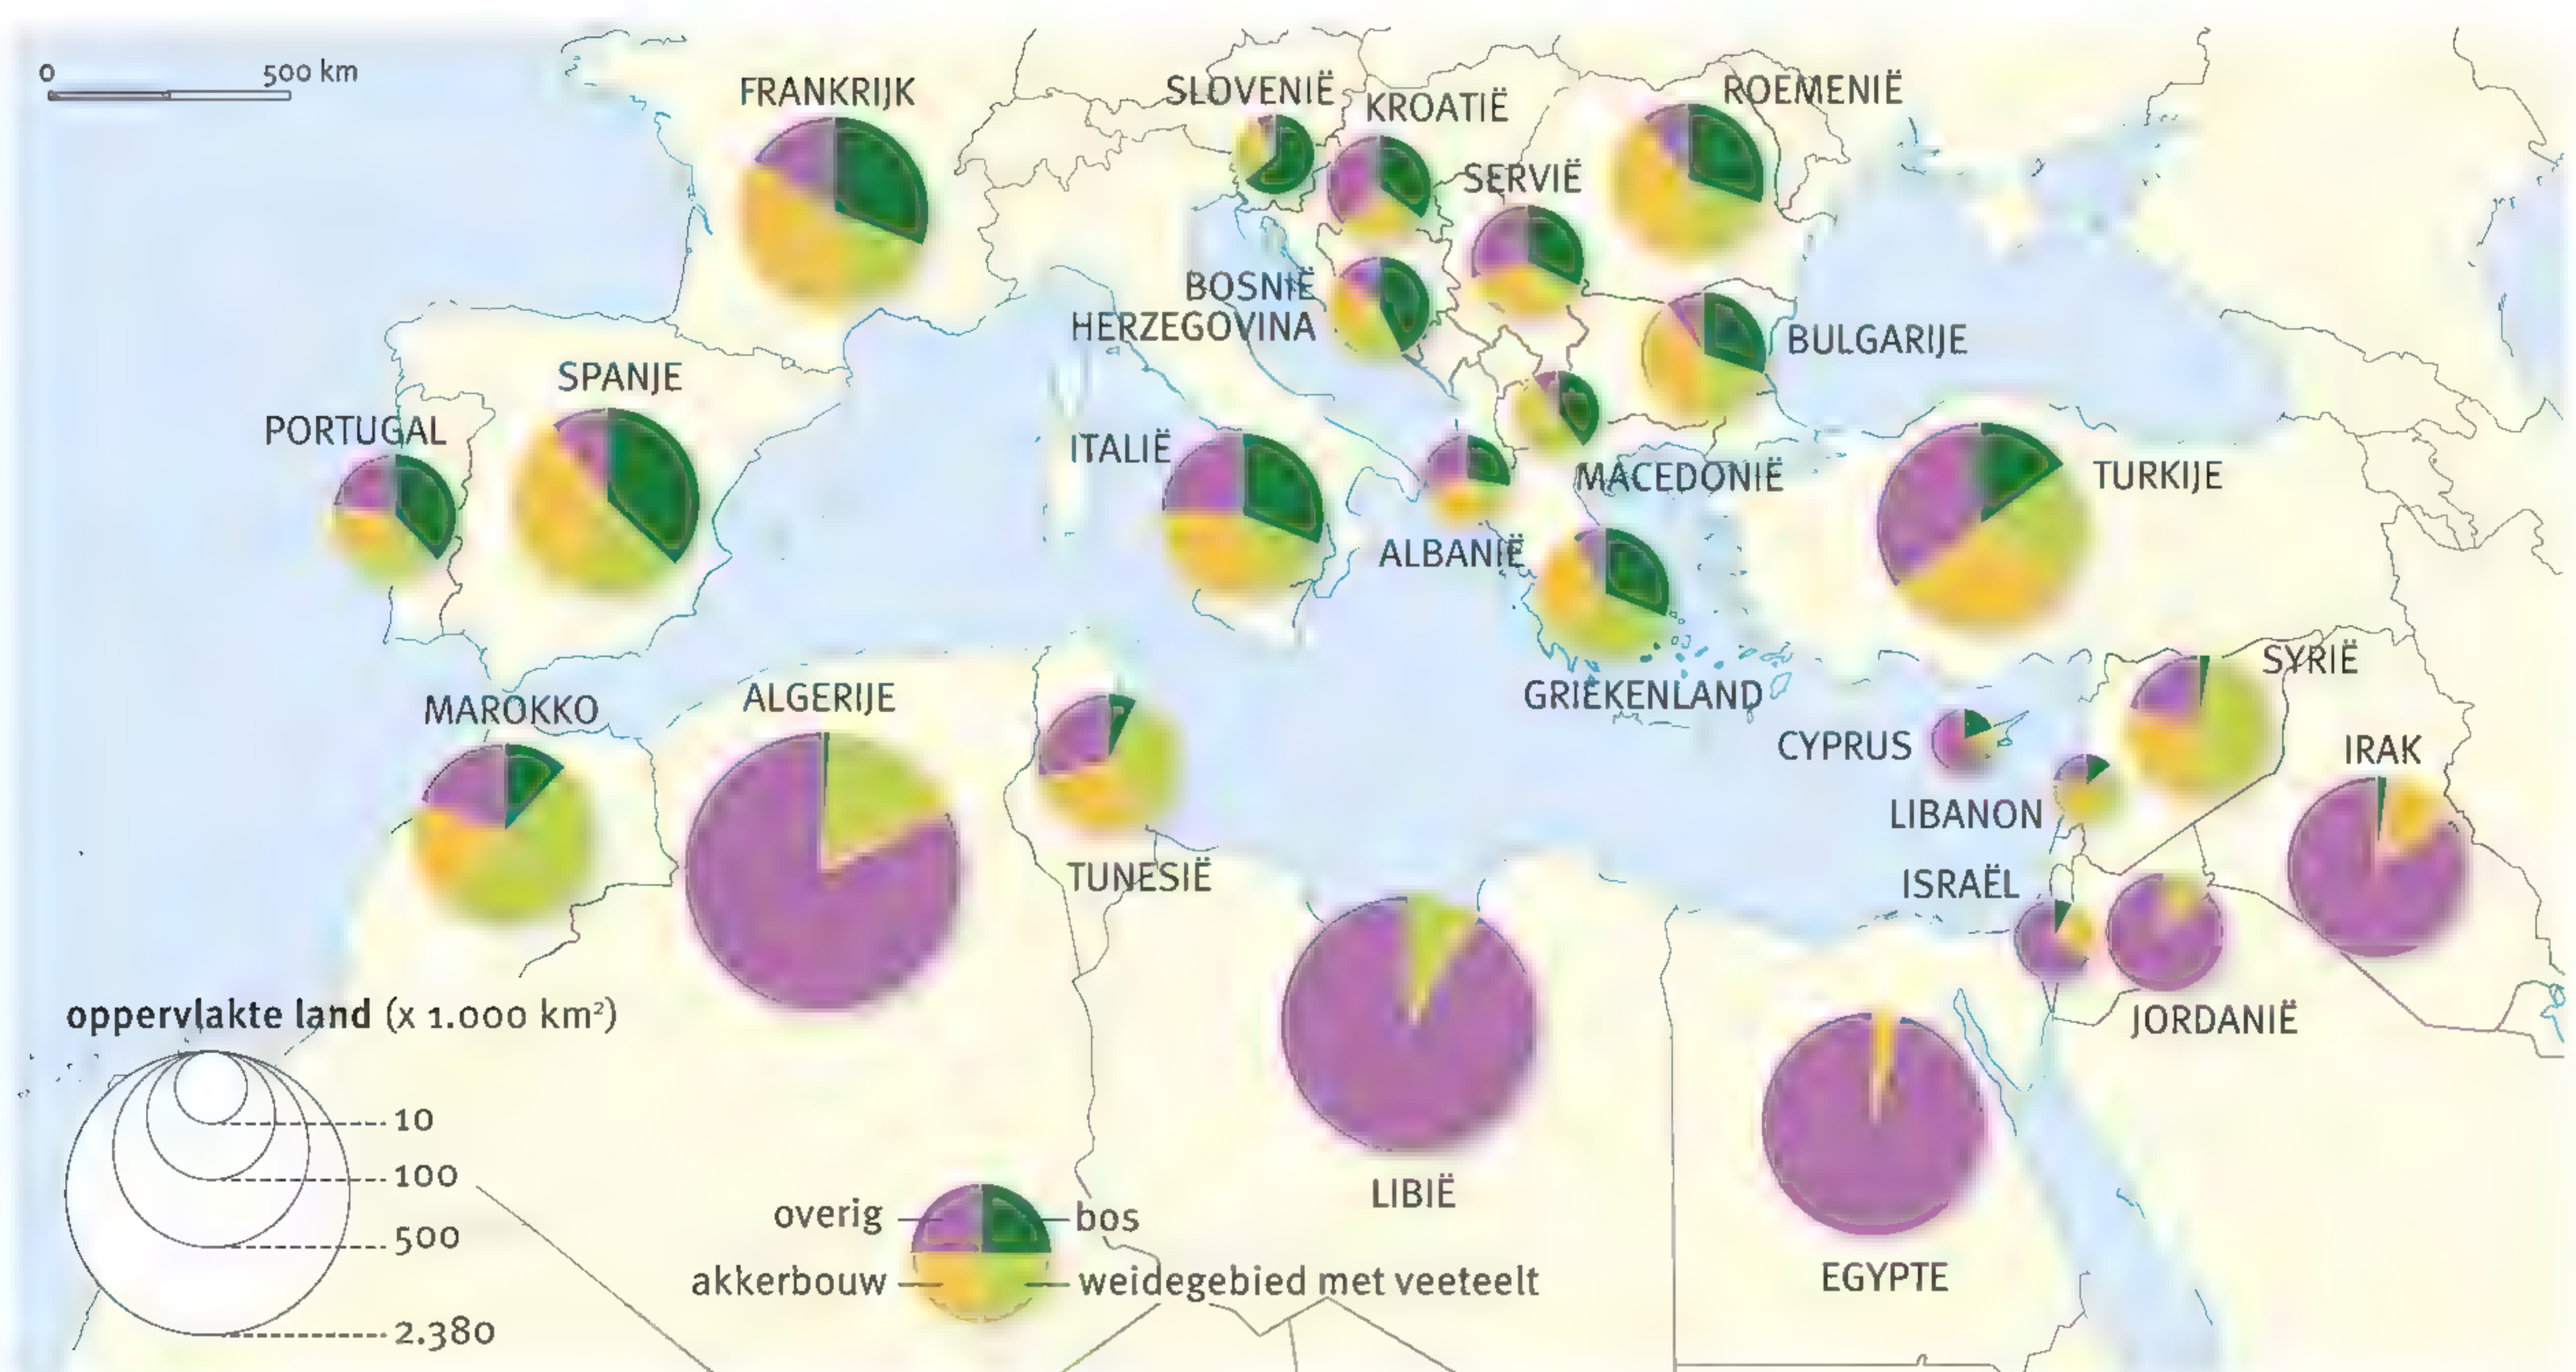 0 500 km
FRANKRIJK
SLOVENIË
KROATIË
ROEMENIË
SERVIË
BOSNIË
HERZEGOVINA
BULGARIJE
SPANJE
PORTUGAL
ITALIË
MACEDONIË
TURKIJE
ALBANIË
GRIEKENLAND
SYRIË
MAROKKO
ALGERIJE
CYPRUS
IRAK
LIBANON
TUNESIË
ISRAËL
JORDANIË
LIBIË
EGYPTE
oppervlakte land (x 1.000 km²)
10
100
500
2.380
overig
bos
akkerbouw
weidegebied met veeteelt